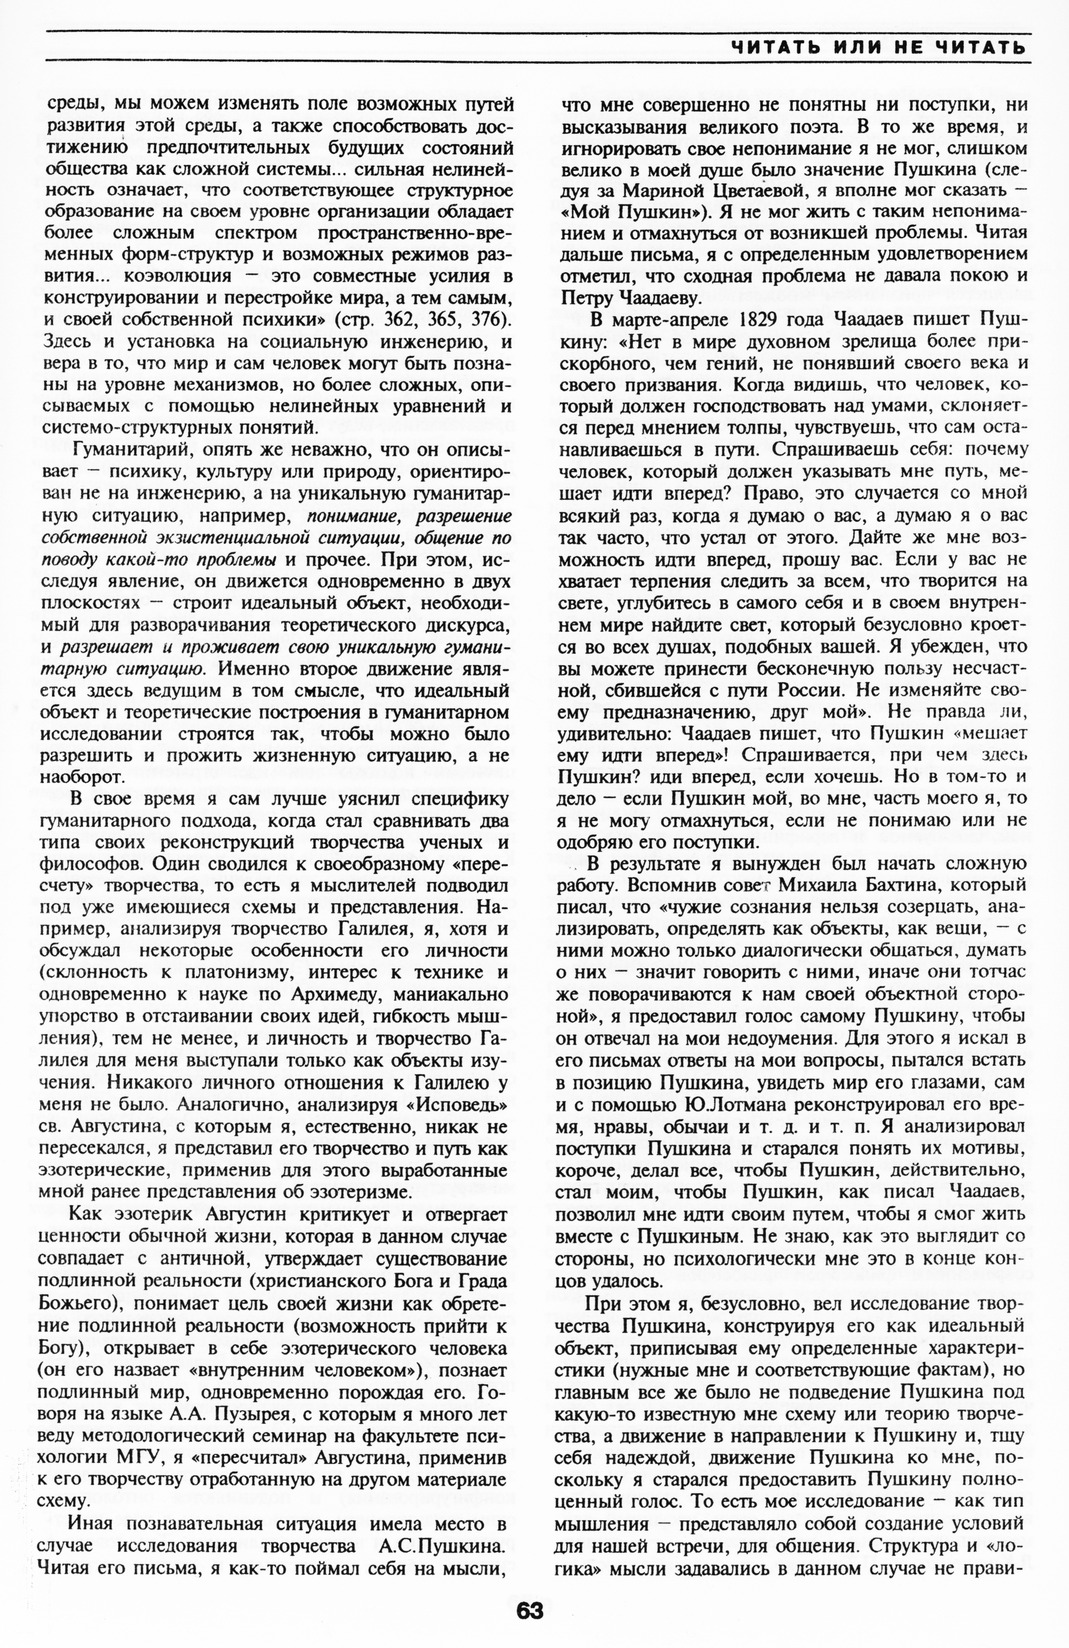 ЧИТАТЬ ИЛИ НЕ ЧИТАТЬ
среды, мы можем изменять поле возможных путей
развития этой среды, а также способствовать дос-
тижению предпочтительных будущих состояний
общества как сложной системы... сильная нелиней-
ность означает, что соответствующее структурное
образование на своем уровне организации обладает
более сложным спектром пространственно-вре-
менных форм-структур и возможных режимов раз-
вития... коэволюция — это совместные усилия в
конструировании и перестройке мира, а тем самым,
и своей собственной психики» (стр. 362, 365, 376).
Здесь и установка на социальную инженерию, и
вера в то, что мир и сам человек могут быть позна-
ны на уровне механизмов, но более сложных, опи-
сываемых с помощью нелинейных уравнений и
системо-структурных понятий.
Гуманитарий, опять же неважно, что он описы-
вает — психику, культуру или природу, ориентиро-
ван не на инженерию, а на уникальную гуманитар-
ную ситуацию, например, понимание, разрешение
собственной экзистенциальной ситуации, общение по
поводу какой-то проблемы и прочее. При этом, ис-
следуя явление, он движется одновременно в двух
плоскостях — строит идеальный объект, необходи-
мый для разворачивания теоретического дискурса,
и разрешает и проживает свою уникальную гумани-
тарную ситуацию. Именно второе движение явля-
ется здесь ведущим в том смысле, что идеальный
объект и теоретические построения в гуманитарном
исследовании строятся так, чтобы можно было
разрешить и прожить жизненную ситуацию, а не
наоборот.
В свое время я сам лучше уяснил специфику
гуманитарного подхода, когда стал сравнивать два
типа своих реконструкций творчества ученых и
философов. Один сводился к своеобразному «пере-
счету» творчества, то есть я мыслителей подводил
под уже имеющиеся схемы и представления. На-
пример, анализируя творчество Галилея, я, хотя и
обсуждал некоторые особенности его личности
(склонность к платонизму, интерес к технике и
одновременно к науке по Архимеду, маниакально
упорство в отстаивании своих идей, гибкость мыш-
ления), тем не менее, и личность и творчество Га-
лилея для меня выступали только как объекты изу-
чения. Никакого личного отношения к Галилею у
меня не было. Аналогично, анализируя «Исповедь»
св. Августина, с которым я, естественно, никак не
пересекался, я представил его творчество и путь как
эзотерические, применив для этого выработанные
мной ранее представления об эзотеризме.
Как эзотерик Августин критикует и отвергает
ценности обычной жизни, которая в данном случае
совпадает с античной, утверждает существование
подлинной реальности (христианского Бога и Града
Божьего), понимает цель своей жизни как обрете-
ние подлинной реальности (возможность прийти к
Богу), открывает в себе эзотерического человека
(он его назвает «внутренним человеком»), познает
подлинный мир, одновременно порождая его. Го-
воря на языке А.А. Пузырея, с которым я много лет
веду методологический семинар на факультете пси-
хологии МГУ, я «пересчитал» Августина, применив
к его творчеству отработанную на другом материале
схему.
Иная познавательная ситуация имела место в
случае исследования творчества А.С.Пушкина.
Читая его письма, я как-то поймал себя на мысли,
что мне совершенно не понятны ни поступки, ни
высказывания великого поэта. В то же время, и
игнорировать свое непонимание я не мог, слишком
велико в моей душе было значение Пушкина (сле-
дуя за Мариной Цветаевой, я вполне мог сказать —
«Мой Пушкин»). Я не мог жить с таким непонима-
нием и отмахнуться от возникшей проблемы. Читая
дальше письма, я с определенным удовлетворением
отметил, что сходная проблема не давала покою и
Петру Чаадаеву.
В марте-апреле 1829 года Чаадаев пишет Пуш-
кину: «Нет в мире духовном зрелища более при-
скорбного, чем гений, не понявший своего века и
своего призвания. Когда видишь, что человек, ко-
торый должен господствовать над умами, склоняет-
ся перед мнением толпы, чувствуешь, что сам оста-
навливаешься в пути. Спрашиваешь себя: почему
человек, который должен указывать мне путь, ме-
шает идти вперед? Право, это случается со мной
всякий раз, когда я думаю о вас, а думаю я о вас
так часто, что устал от этого. Дайте же мне воз-
можность идти вперед, прошу вас. Если у вас не
хватает терпения следить за всем, что творится на
свете, углубитесь в самого себя и в своем внутрен-
нем мире найдите свет, который безусловно кроет-
ся во всех душах, подобных вашей. Я убежден, что
вы можете принести бесконечную пользу несчаст-
ной, сбившейся с пути России. Не изменяйте сво-
ему предназначению, друг мой». Не правда ли,
удивительно: Чаадаев пишет, что Пушкин «мешает
ему идти вперед»! Спрашивается, при чем здесь
Пушкин? иди вперед, если хочешь. Но в том-то и
дело — если Пушкин мой, во мне, часть моего я, то
я не могу отмахнуться, если не понимаю или не
одобряю его поступки.
В результате я вынужден был начать сложную
работу. Вспомнив совет Михаила Бахтина, который
писал, что «чужие сознания нельзя созерцать, ана-
лизировать, определять как объекты, как вещи, — с
ними можно только диалогически общаться, думать
о них — значит говорить с ними, иначе они тотчас
же поворачиваются к нам своей объектной сторо-
ной», я предоставил голос самому Пушкину, чтобы
он отвечал на мои недоумения. Для этого я искал в
его письмах ответы на мои вопросы, пытался встать
в позицию Пушкина, увидеть мир его глазами, сам
и с помощью Ю.Лотмана реконструировал его вре-
мя, нравы, обычаи и т. д. и т. п. Я анализировал
поступки Пушкина и старался понять их мотивы,
короче, делал все, чтобы Пушкин, действительно,
стал моим, чтобы Пушкин, как писал Чаадаев,
позволил мне идти своим путем, чтобы я смог жить
вместе с Пушкиным. Не знаю, как это выглядит со
стороны, но психологически мне это в конце кон-
цов удалось.
При этом я, безусловно, вел исследование твор-
чества Пушкина, конструируя его как идеальный
объект, приписывая ему определенные характери-
стики (нужные мне и соответствующие фактам), но
главным все же было не подведение Пушкина под
какую-то известную мне схему или теорию творче-
ства, а движение в направлении к Пушкину и, тщу
себя надеждой, движение Пушкина ко мне, по-
скольку я старался предоставить Пушкину полно-
ценный голос. То есть мое исследование — как тип
мышления — представляло собой создание условий
для нашей встречи, для общения. Структура и «ло-
гика» мысли задавались в данном случае не прави-
63